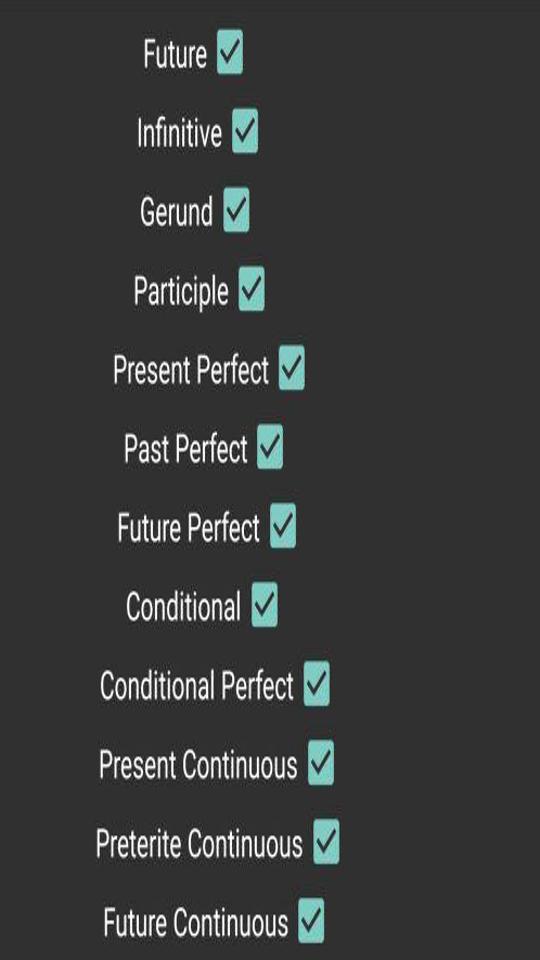 Future
Infinitive
Gerund
Participle
Present Perfect
Past Perfect
Future Perfect
Conditional
Conditional Perfect
Present Continuous
Preterite Continuous
Future Continuous